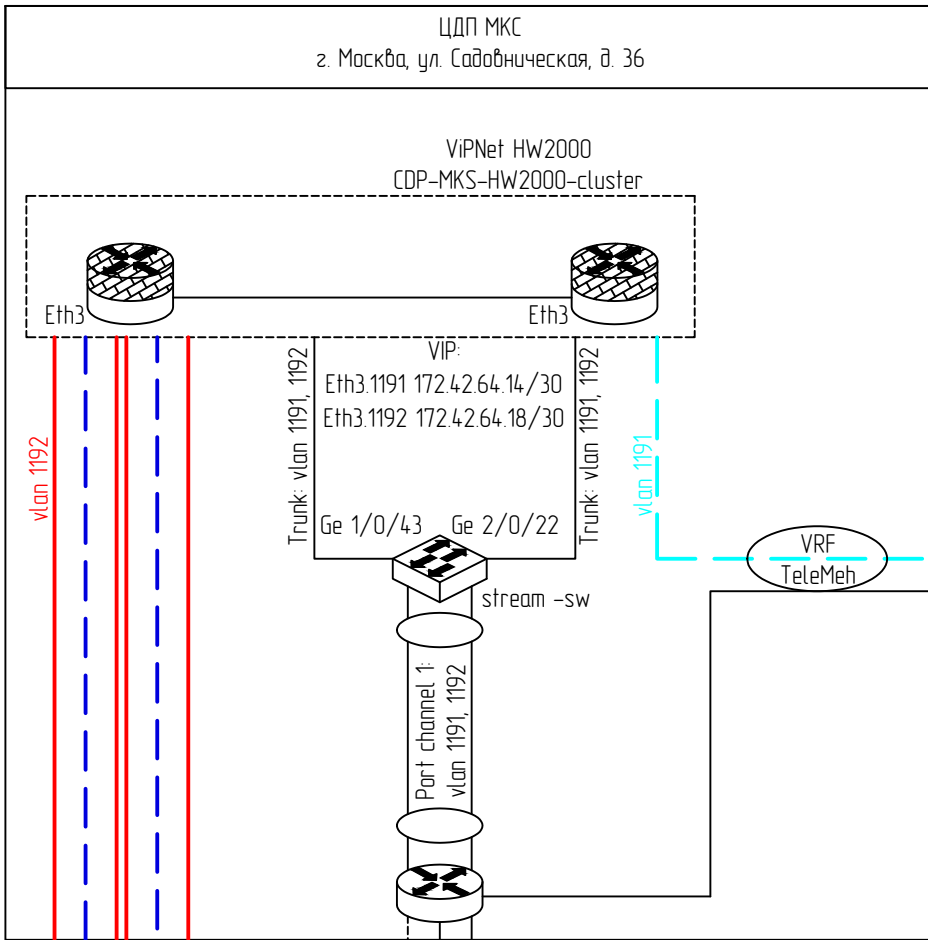 ЦДП МКС
г. Москва, ул. Садовническая, д. 36
ViPNet HW2000
CDP-MKS-HW2000-cluster
Eth3
Eth3
VIP:
Eth3.1191 172.42.64.14/30
Eth3.1192 172.42.64.18/30
Trunk: vlan 1191, 1192
Trunk: vlan 1191, 1192
vlan 1192
vlan 1191
Ge 1/0/43
Ge 2/0/22
VRF
TeleMeh
stream -sw
Port channel 1:
vlan 1191, 1192